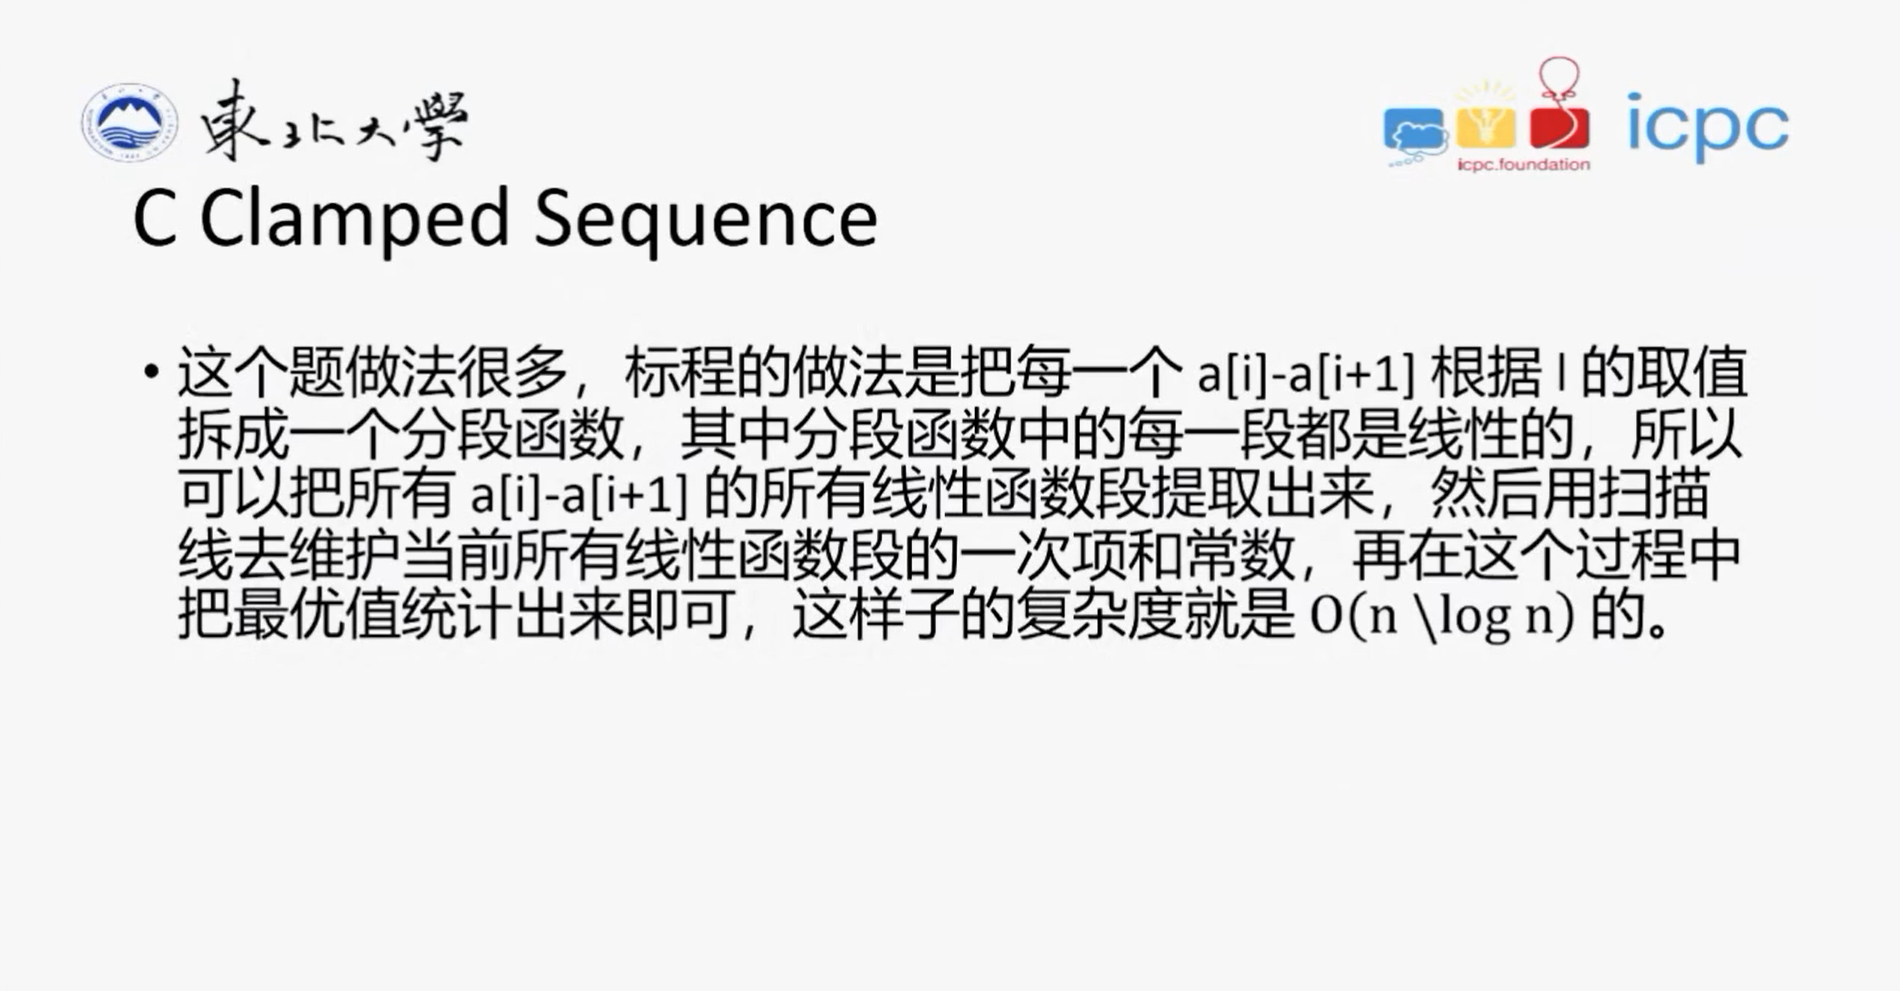 東北大學
icpc.foundation
icpc
C Clamped Sequence
• 这个题做法很多，标程的做法是把每一个 a[i]-a[i+1] 根据 l 的取值
拆成一个分段函数，其中分段函数中的每一段都是线性的，所以
可以把所有 a[i]-a[i+1] 的所有线性函数段提取出来，然后用扫描
线去维护当前所有线性函数段的一次项和常数，再在这个过程中
把最优值统计出来即可，这样子的复杂度就是 O(n \log n) 的。